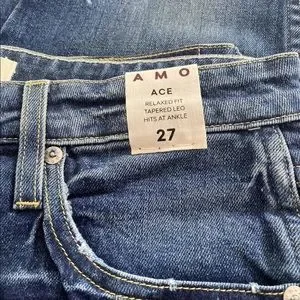 AMO
ACE
RELAXED FIT
TAPERED LEG
HITS AT ANKLE
27